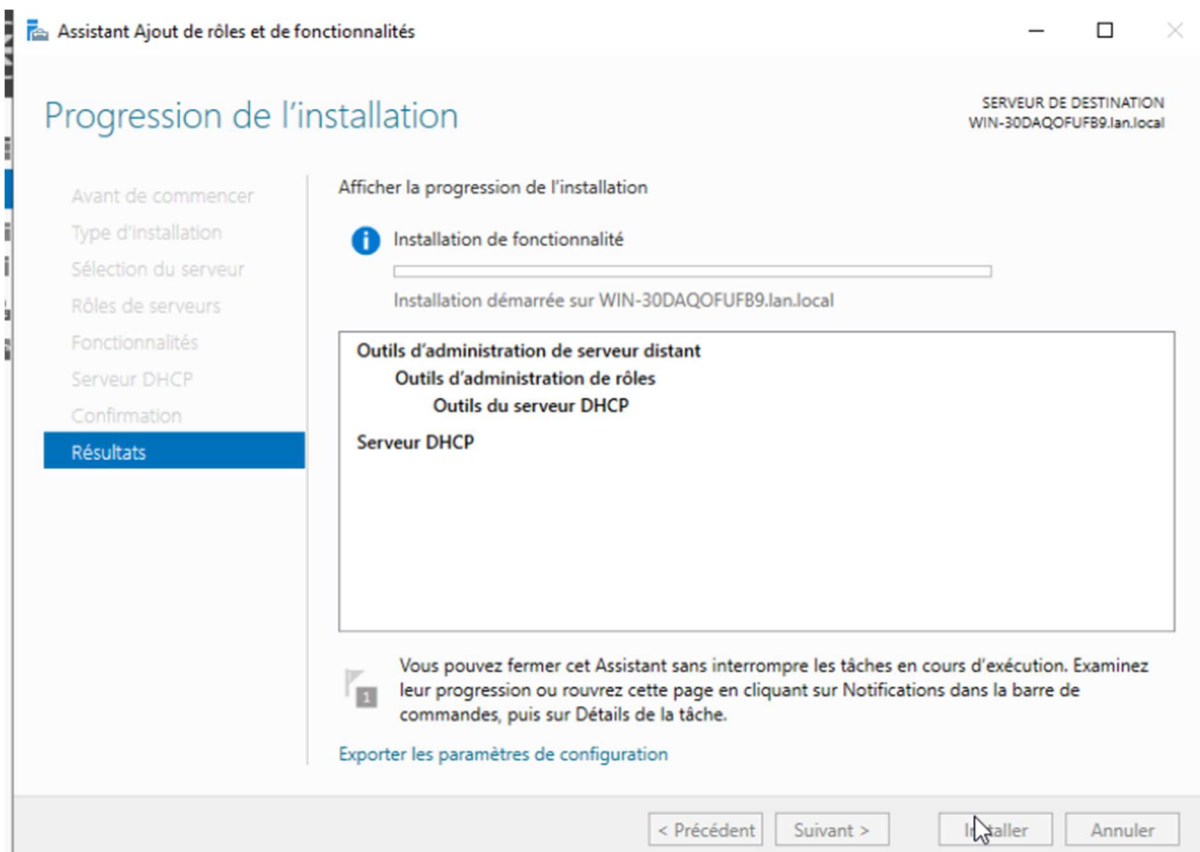 Assistant Ajout de rôles et de fonctionnalités
Progression de l'installation
SERVEUR DE DESTINATION
WIN-30DAQOFUFB9.lan.local
Avant de commencer
Type d'installation
Sélection du serveur
Rôles de serveurs
Fonctionnalités
Serveur DHCP
Confirmation
Résultats
Afficher la progression de l'installation
Installation de fonctionnalité
Installation démarrée sur WIN-30DAQOFUFB9.lan.local
Outils d'administration de serveur distant
Outils d'administration de rôles
Outils du serveur DHCP
Serveur DHCP
1
Vous pouvez fermer cet Assistant sans interrompre les tâches en cours d'exécution. Examinez
leur progression ou rouvrez cette page en cliquant sur Notifications dans la barre de
commandes, puis sur Détails de la tâche.
Exporter les paramètres de configuration
< Précédent
Suivant >
Installer
Annuler